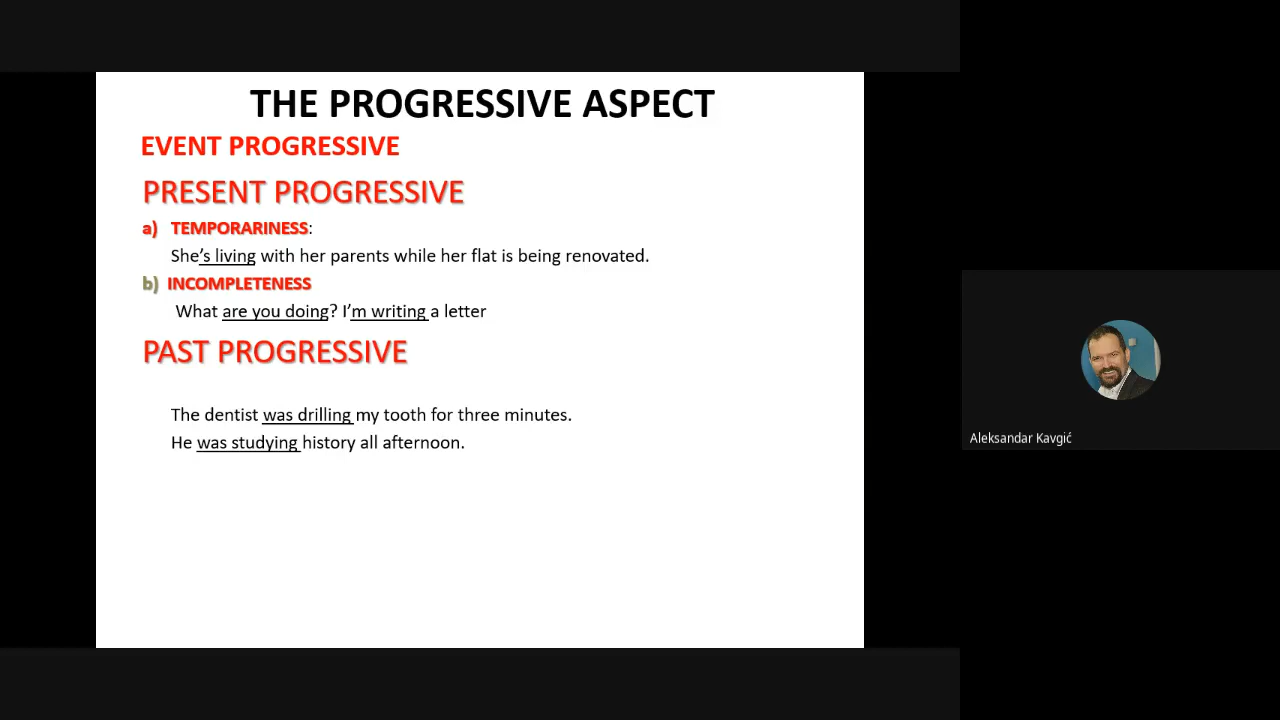 THE PROGRESSIVE ASPECT
EVENT PROGRESSIVE
PRESENT PROGRESSIVE
a) TEMPORARINESS:
She's living with her parents while her flat is being renovated.
b) INCOMPLETENESS
What are you doing? I'm writing a letter
PAST PROGRESSIVE
The dentist was drilling my tooth for three minutes.
He was studying history all afternoon.
Aleksandar Kavgić